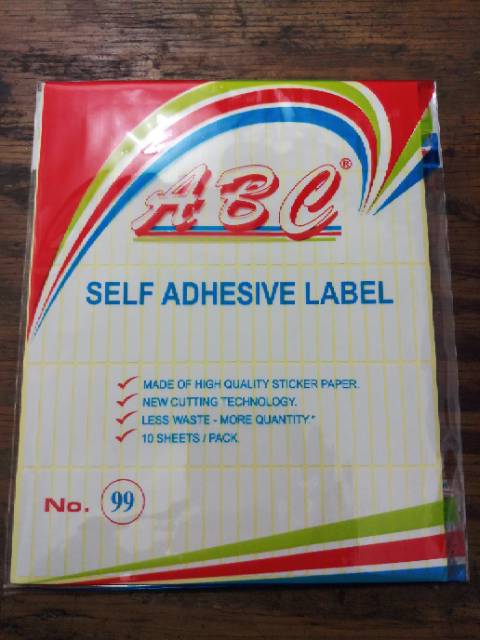 ABC®
SELF ADHESIVE LABEL
MADE OF HIGH QUALITY STICKER PAPER.
NEW CUTTING TECHNOLOGY.
LESS WASTE - MORE QUANTITY.*
10 SHEETS / PACK.
No. 99